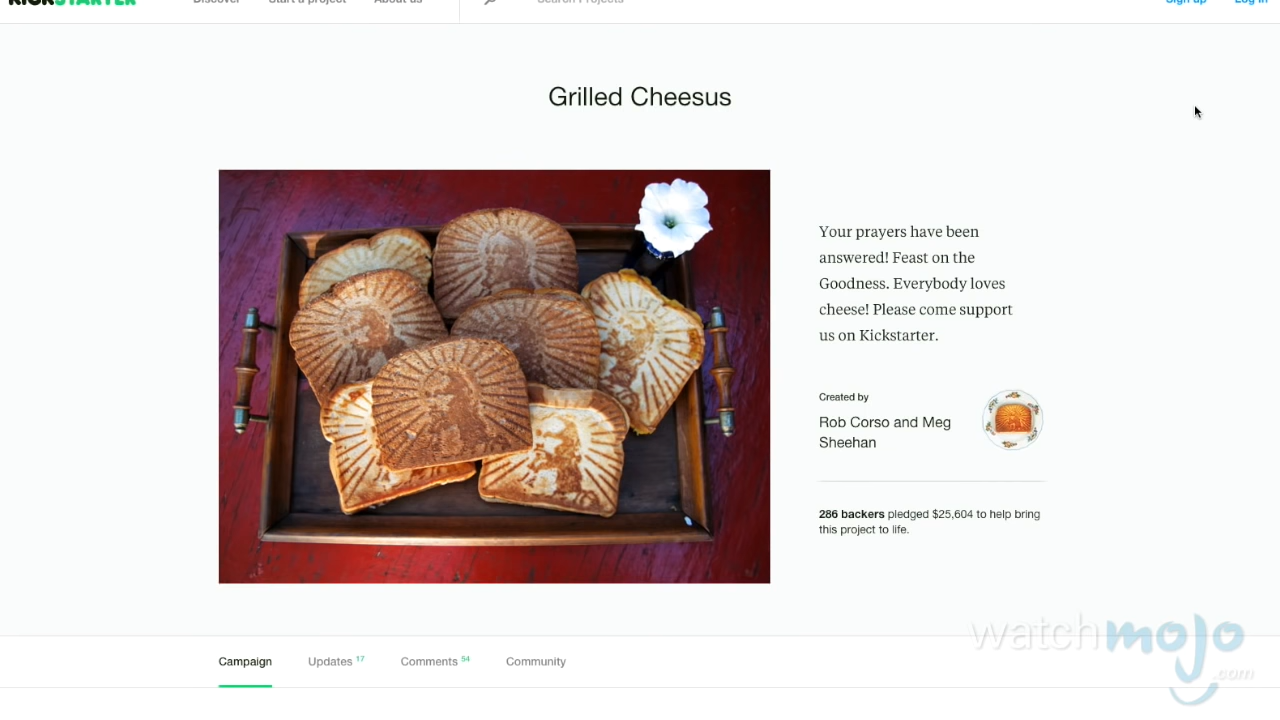 KICKSTARTER
Discover
Start a project
About us
Search Projects
Sign up
Log in
Grilled Cheesus
Your prayers have been
answered! Feast on the
Goodness. Everybody loves
cheese! Please come support
us on Kickstarter.
Created by
Rob Corso and Meg
Sheehan
286 backers pledged $25,604 to help bring
this project to life.
watchmojo
.com
Campaign
Updates 17
Comments 54
Community